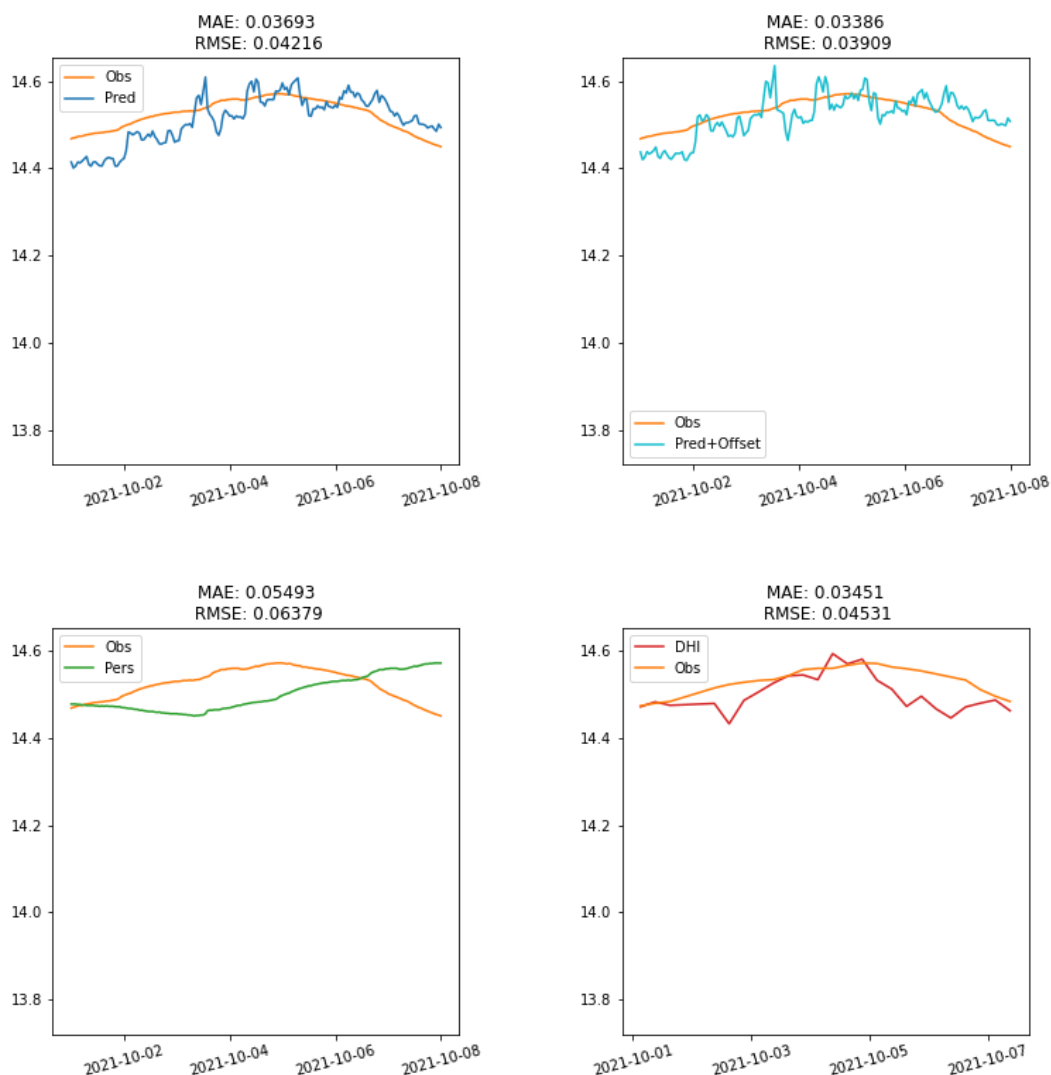 MAE: 0.03693
RMSE: 0.04216
14.6
14.4
14.2
14.0
13.8
Obs
Pred
2021-10-02
2021-10-04
2021-10-06
2021-10-08
MAE: 0.03386
RMSE: 0.03909
14.6
14.4
14.2
14.0
13.8
Obs
Pred+Offset
2021-10-02
2021-10-04
2021-10-06
2021-10-08
MAE: 0.05493
RMSE: 0.06379
14.6
14.4
14.2
14.0
13.8
Obs
Pers
2021-10-02
2021-10-04
2021-10-06
2021-10-08
MAE: 0.03451
RMSE: 0.04531
14.6
14.4
14.2
14.0
13.8
DHI
Obs
2021-10-01
2021-10-03
2021-10-05
2021-10-07